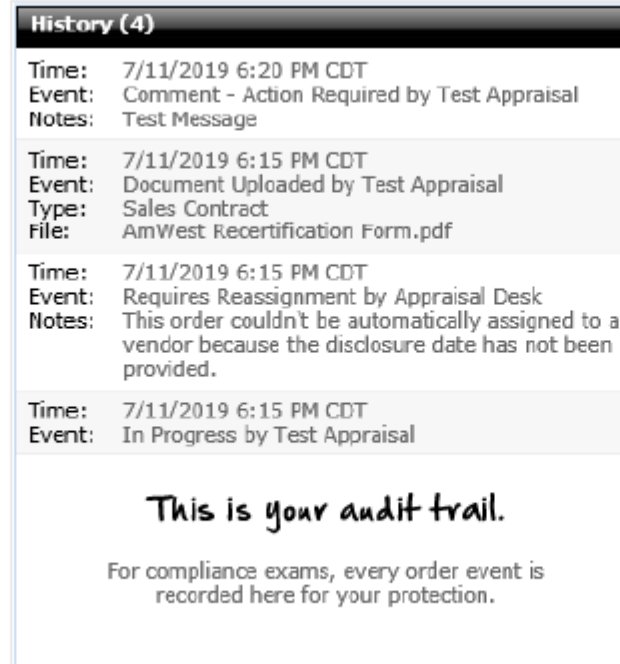 History (4)
Time: 7/11/2019 6:20 PM CDT
Event: Comment - Action Required by Test Appraisal
Notes: Test Message
Time: 7/11/2019 6:15 PM CDT
Event: Document Uploaded by Test Appraisal
Type: Sales Contract
File: AmWest Recertification Form.pdf
Time: 7/11/2019 6:15 PM CDT
Event: Requires Reassignment by Appraisal Desk
Notes: This order couldn't be automatically assigned to a
vendor because the disclosure date has not been
provided.
Time: 7/11/2019 6:15 PM CDT
Event: In Progress by Test Appraisal
This is your audit trail.
For compliance exams, every order event is
recorded here for your protection.